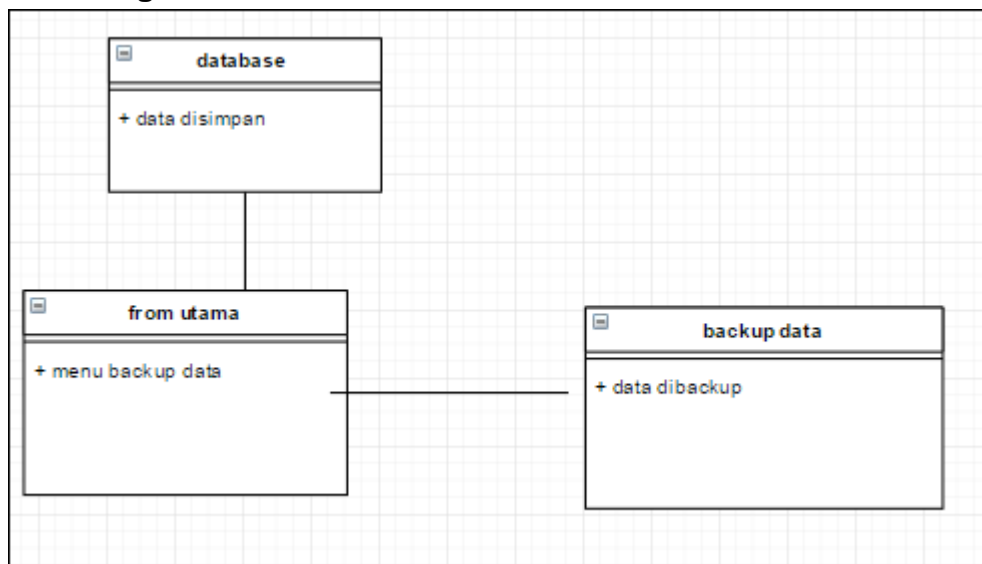 database
+ data disimpan
from utama
+ menu backup data
backup data
+ data dibackup